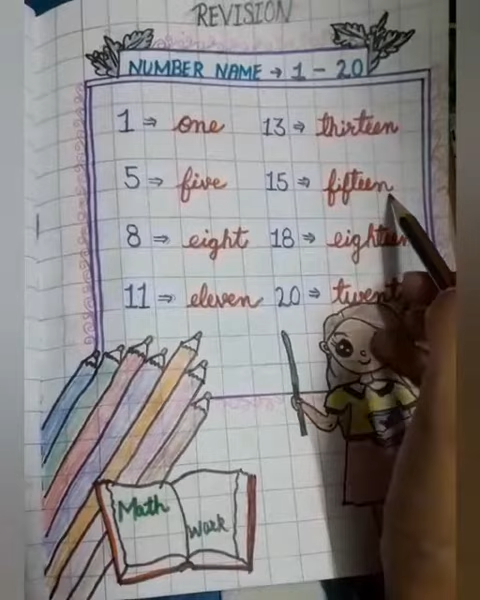 REVISION
NUMBER NAME → 1 - 20
1 ⇒ one 13 ⇒ thirteen
5 ⇒ five 15 ⇒ fifteen
8 ⇒ eight 18 ⇒
11 ⇒ eleven 20 ⇒
Math
Work